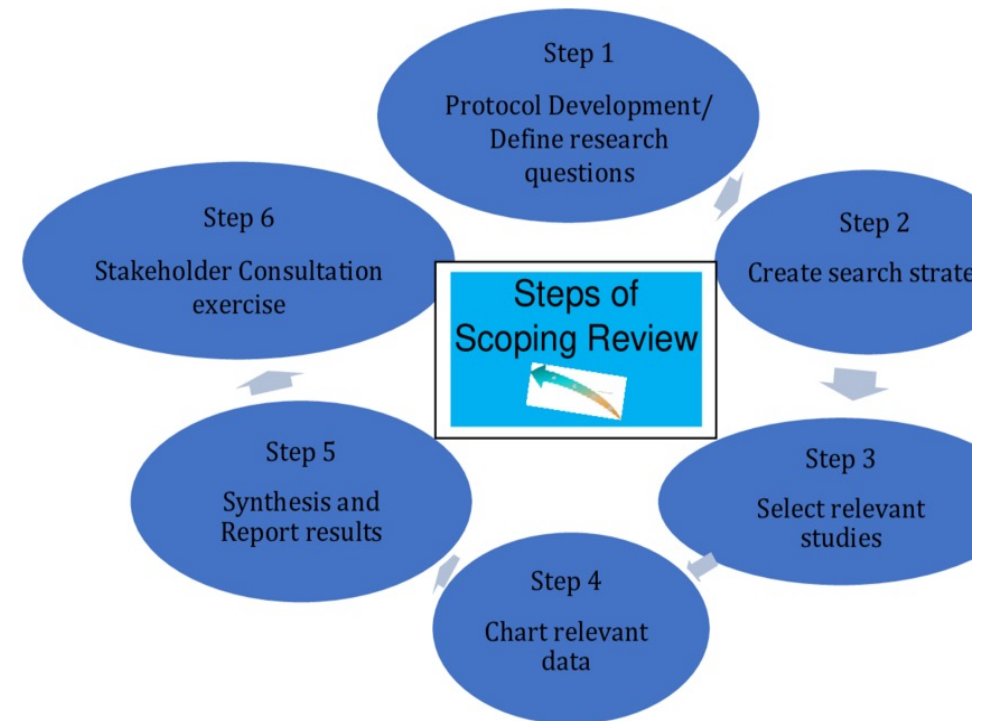 Step 1
Protocol Development/
Define research
questions
Step 2
Create search strate
Step 3
Select relevant
studies
Step 4
Chart relevant
data
Step 5
Synthesis and
Report results
Step 6
Stakeholder Consultation
exercise
Steps of
Scoping Review